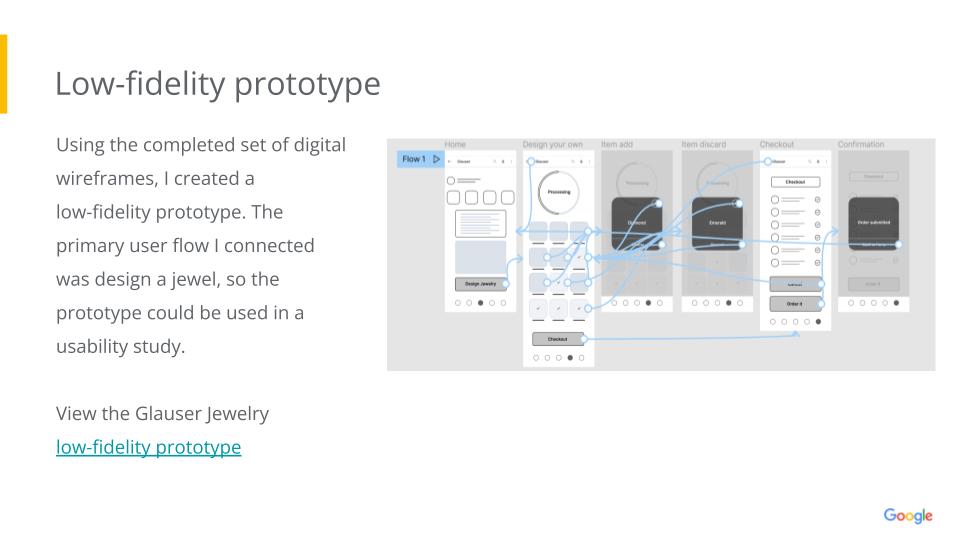 Low-fidelity prototype
Using the completed set of digital
wireframes, I created a
low-fidelity prototype. The
primary user flow I connected
was design a jewel, so the
prototype could be used in a
usability study.
View the Glauser Jewelry
low-fidelity prototype
Flow 1
Home
Glauser
Design Jewelry
Design your own
Glauser
Processing
Checkout
Item add
Processing
Diamond
Item discard
Processing
Emerald
Checkout
Glauser
Checkout
Cancel
Order it
Confirmation
Checkout
Order submitted
Order it
Google